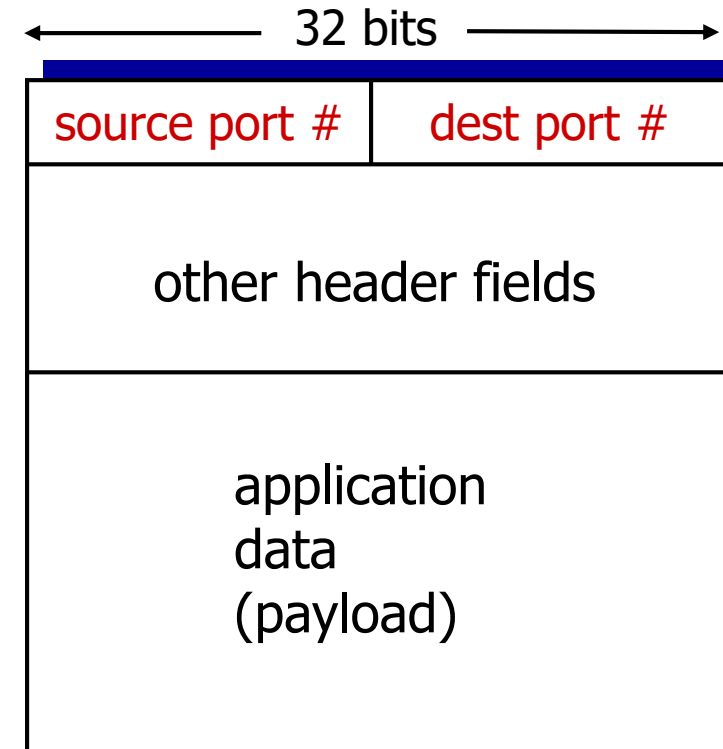 32 bits
source port # dest port #
other header fields
application
data
(payload)